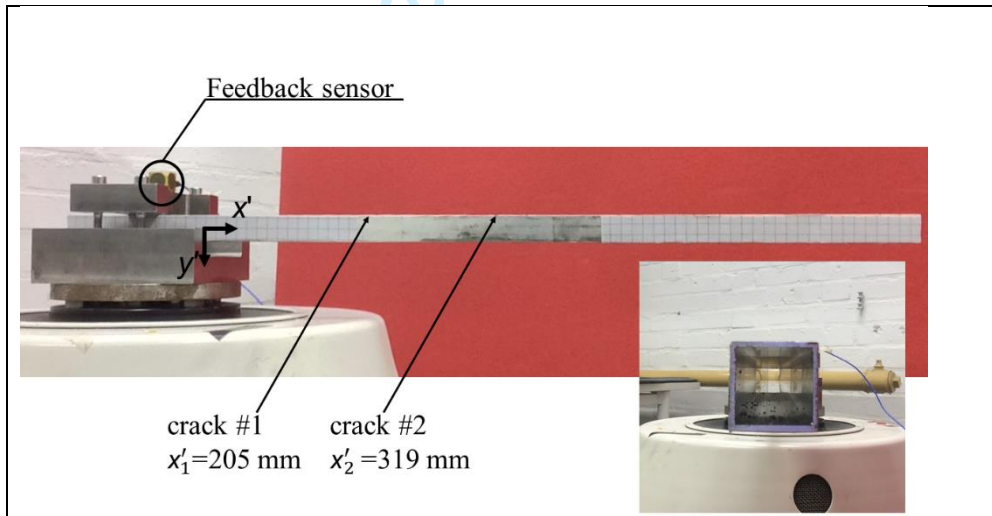 Feedback sensor
x'
y'
crack #1
x′₁=205 mm
crack #2
x′₂ =319 mm